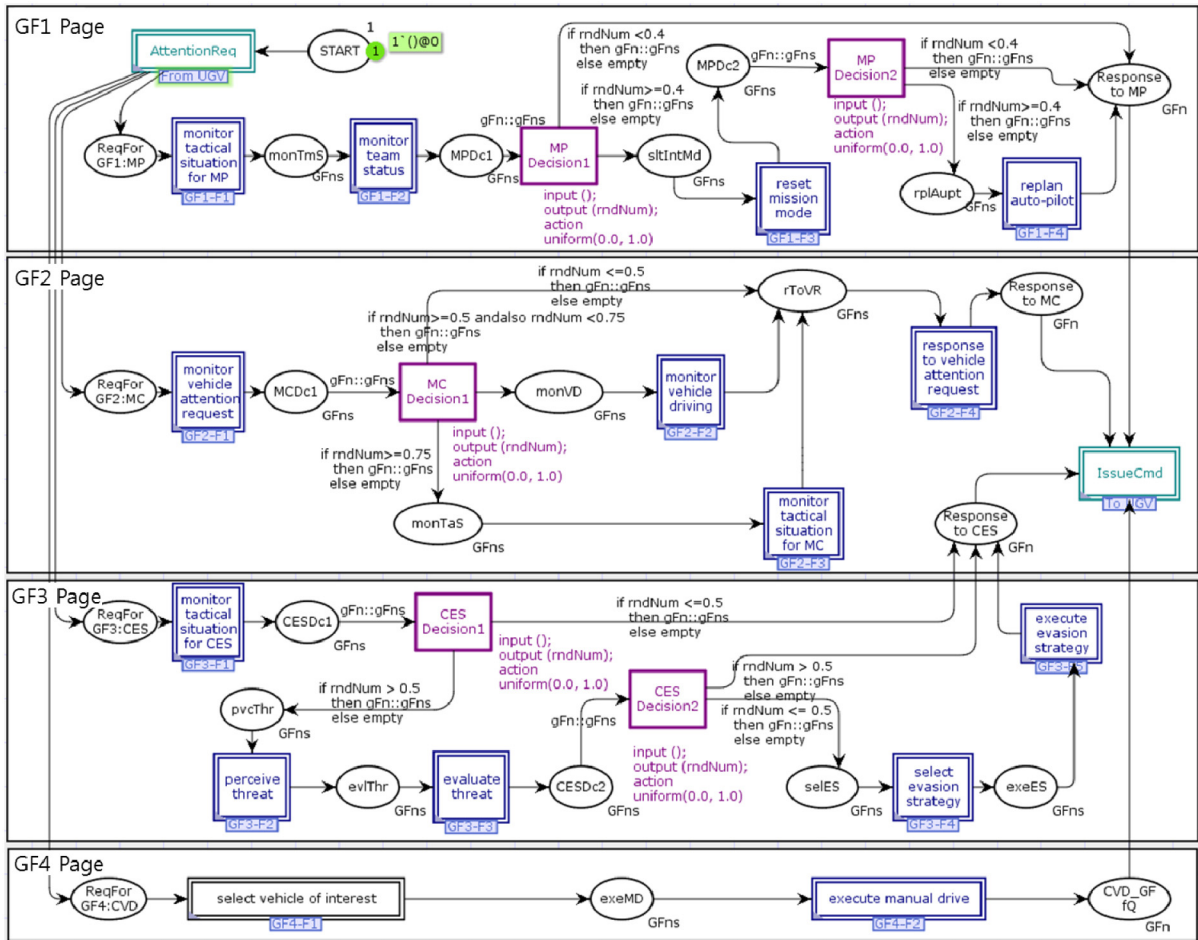 GF1 Page
AttentionReq
From UGV
START
1
1
1`()@0
ReqFor
GF1:MP
monitor
tactical
situation
for MP
GF1-F1
monTmS
GFns
monitor
team
status
GF1-F2
MPDc1
GFns
gFn::gFns
MP
Decision1
input ();
output (rndNum);
action
uniform(0.0, 1.0)
if rndNum <0.4
then gFn::gFns
else empty
if rndNum>=0.4
then gFn::gFns
else empty
sltIntMd
GFns
reset
mission
mode
GF1-F3
MPDc2
GFns
gFn::gFns
MP
Decision2
input ();
output (rndNum);
action
uniform(0.0, 1.0)
if rndNum <0.4
then gFn::gFns
else empty
if rndNum>=0.4
then gFn::gFns
else empty
rplAupt
GFns
replan
auto-pilot
GF1-F4
Response
to MP
GFn
GF2 Page
ReqFor
GF2:MC
monitor
vehicle
attention
request
GF2-F1
MCDc1
GFns
gFn::gFns
MC
Decision1
input ();
output (rndNum);
action
uniform(0.0, 1.0)
if rndNum <=0.5
then gFn::gFns
else empty
if rndNum>=0.5 andalso rndNum <0.75
then gFn::gFns
else empty
if rndNum>=0.75
then gFn::gFns
else empty
monVD
GFns
monitor
vehicle
driving
GF2-F2
monTaS
GFns
monitor
tactical
situation
for MC
GF2-F3
rToVR
GFns
response
to vehicle
attention
request
GF2-F4
Response
to MC
GFn
IssueCmd
To UGV
Response
to CES
GFn
GF3 Page
ReqFor
GF3:CES
monitor
tactical
situation
for CES
GF3-F1
CESDc1
GFns
gFn::gFns
CES
Decision1
input ();
output (rndNum);
action
uniform(0.0, 1.0)
if rndNum <=0.5
then gFn::gFns
else empty
if rndNum > 0.5
then gFn::gFns
else empty
pvcThr
GFns
perceive
threat
GF3-F2
evlThr
GFns
evaluate
threat
GF3-F3
CESDc2
GFns
gFn::gFns
CES
Decision2
input ();
output (rndNum);
action
uniform(0.0, 1.0)
if rndNum > 0.5
then gFn::gFns
else empty
if rndNum <= 0.5
then gFn::gFns
else empty
selES
GFns
select
evasion
strategy
GF3-F4
exeES
GFns
execute
evasion
strategy
GF3-F5
GF4 Page
ReqFor
GF4:CVD
select vehicle of interest
GF4-F1
exeMD
GFns
execute manual drive
GF4-F2
CVD_GF
fQ
GFn